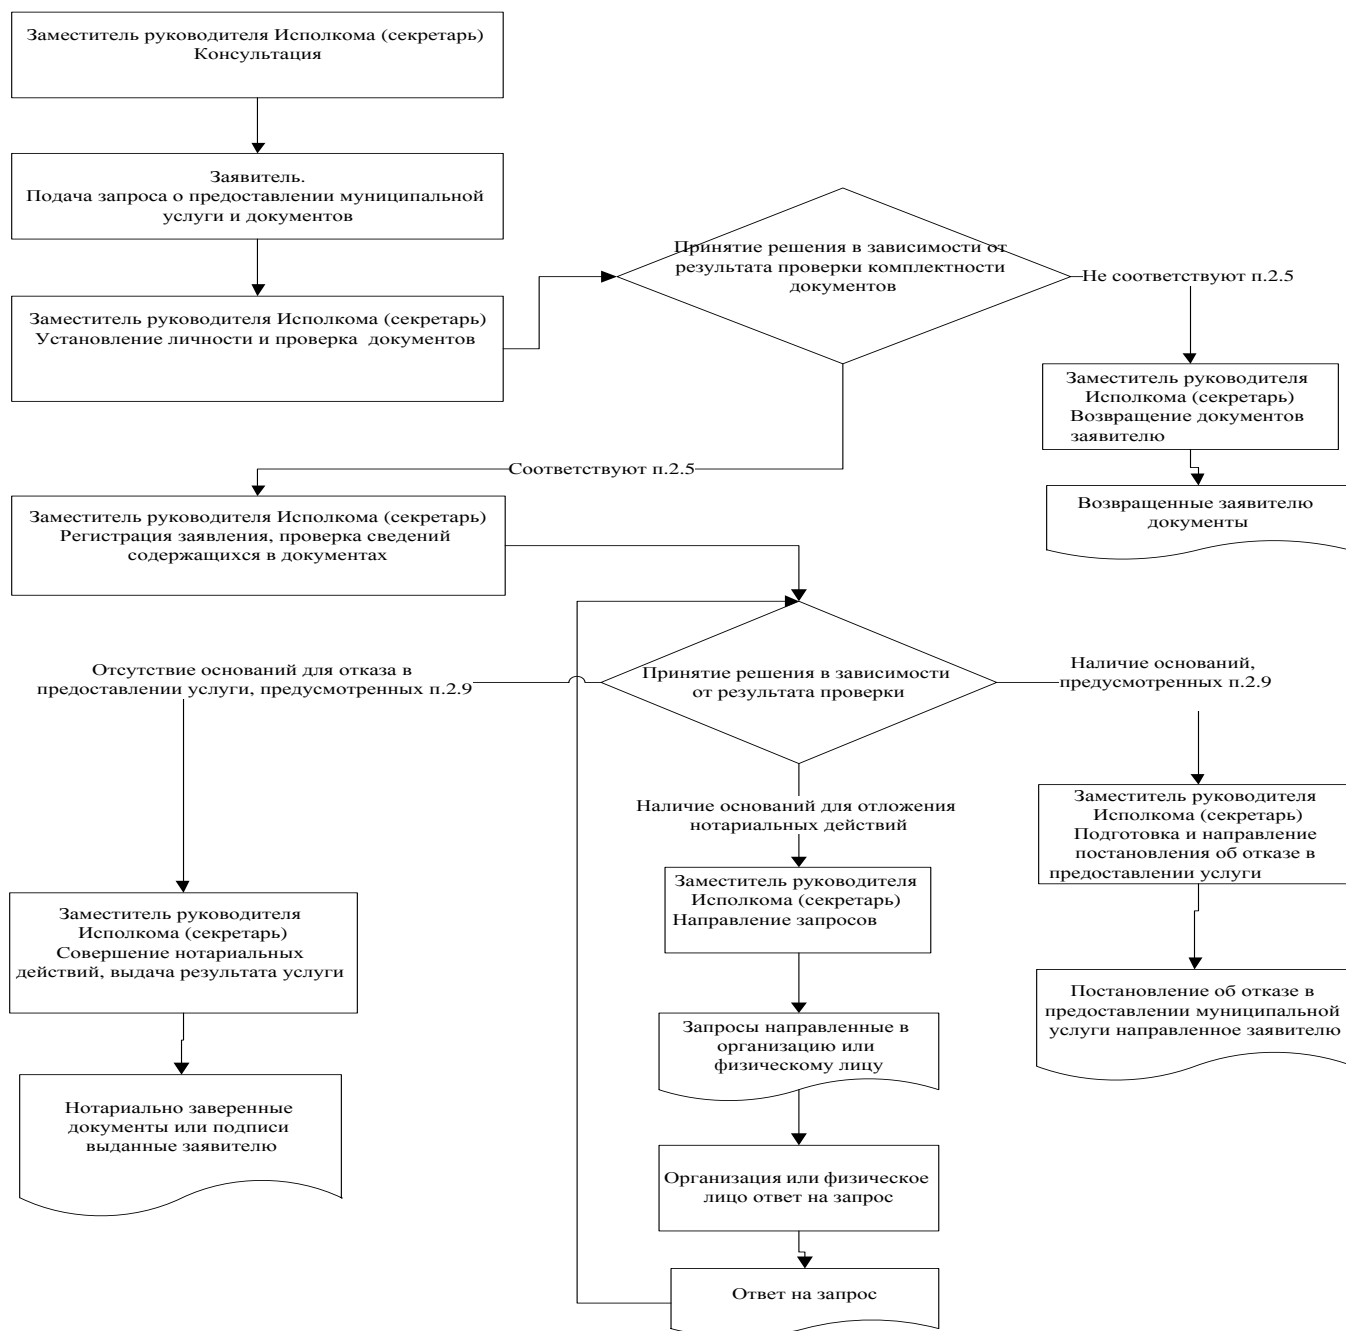 Заместитель руководителя Исполкома (секретарь)
Консультация
Заявитель.
Подача запроса о предоставлении муниципальной
услуги и документов
Заместитель руководителя Исполкома (секретарь)
Установление личности и проверка документов
Принятие решения в зависимости от
результата проверки комплектности
документов
Не соответствуют п.2.5
Заместитель руководителя
Исполкома (секретарь)
Возвращение документов
заявителю
Возвращенные заявителю
документы
Соответствуют п.2.5
Заместитель руководителя Исполкома (секретарь)
Регистрация заявления, проверка сведений
содержащихся в документах
Принятие решения в зависимости
от результата проверки
Отсутствие оснований для отказа в
предоставлении услуги, предусмотренных п.2.9
Наличие оснований,
предусмотренных п.2.9
Наличие оснований для отложения
нотариальных действий
Заместитель руководителя
Исполкома (секретарь)
Совершение нотариальных
действий, выдача результата услуги
Нотариально заверенные
документы или подписи
выданные заявителю
Заместитель руководителя
Исполкома (секретарь)
Направление запросов
Запросы направленные в
организацию или
физическому лицу
Организация или физическое
лицо ответ на запрос
Ответ на запрос
Заместитель руководителя
Исполкома (секретарь)
Подготовка и направление
постановления об отказе в
предоставлении услуги
Постановление об отказе в
предоставлении муниципальной
услуги направленное заявителю